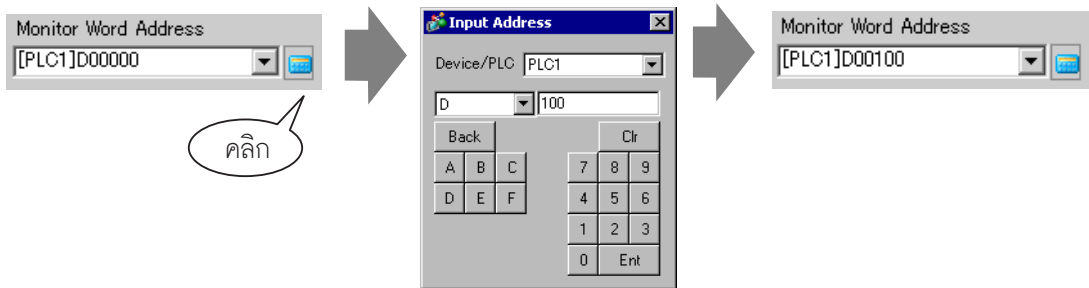 Monitor Word Address
[PLC1]D00000
คลิก
Input Address
Device/PLC PLC1
D 100
Back Clr
A B C 7 8 9
D E F 4 5 6
1 2 3
0 Ent
Monitor Word Address
[PLC1]D00100